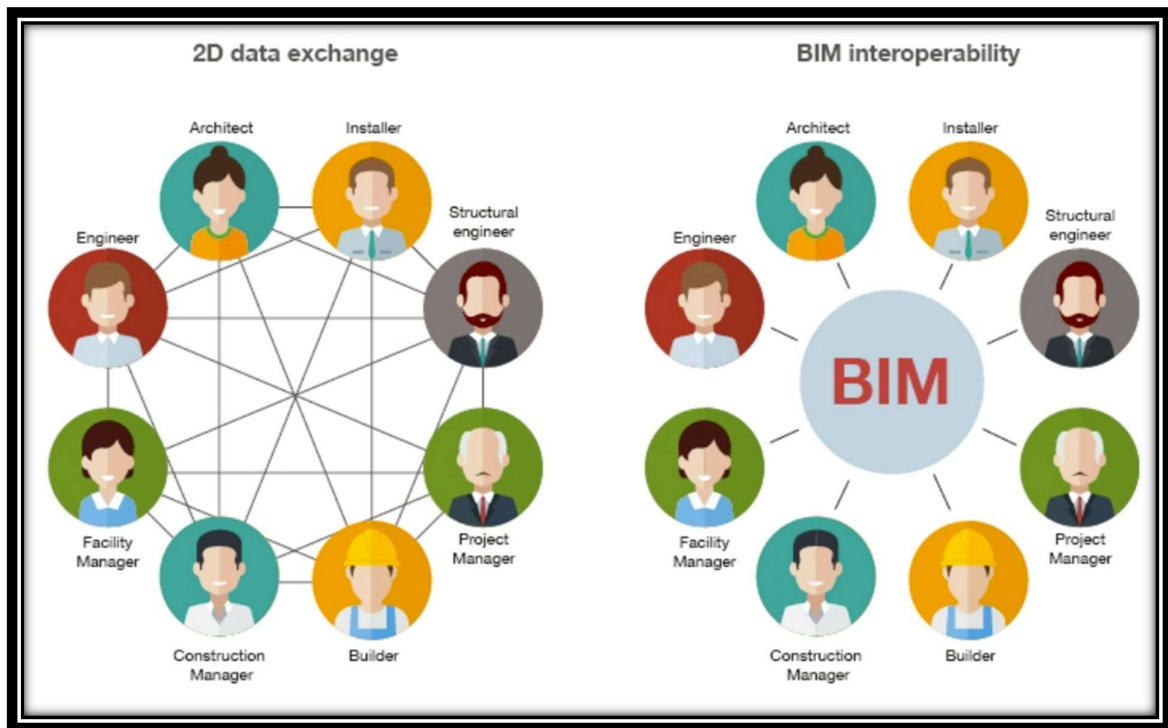 2D data exchange
Architect
Installer
Structural
engineer
Engineer
Facility
Manager
Project
Manager
Construction
Manager
Builder
BIM interoperability
Architect
Installer
Structural
engineer
Engineer
BIM
Facility
Manager
Project
Manager
Construction
Manager
Builder